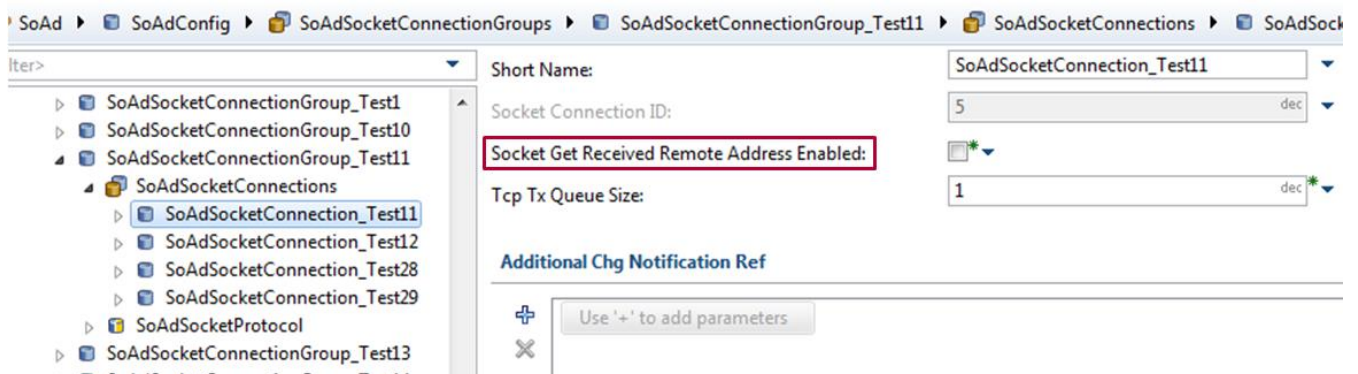 SoAd SoAdConfig SoAdSocketConnectionGroups SoAdSocketConnectionGroup_Test11 SoAdSocketConnections SoAdSock
lter>
SoAdSocketConnectionGroup_Test1
SoAdSocketConnectionGroup_Test10
SoAdSocketConnectionGroup_Test11
SoAdSocketConnections
SoAdSocketConnection_Test11
SoAdSocketConnection_Test12
SoAdSocketConnection_Test28
SoAdSocketConnection_Test29
SoAdSocketProtocol
SoAdSocketConnectionGroup_Test13
Short Name: SoAdSocketConnection_Test11
Socket Connection ID: 5 dec
Socket Get Received Remote Address Enabled: *
Tcp Tx Queue Size: 1 dec *
Additional Chg Notification Ref
Use '+' to add parameters